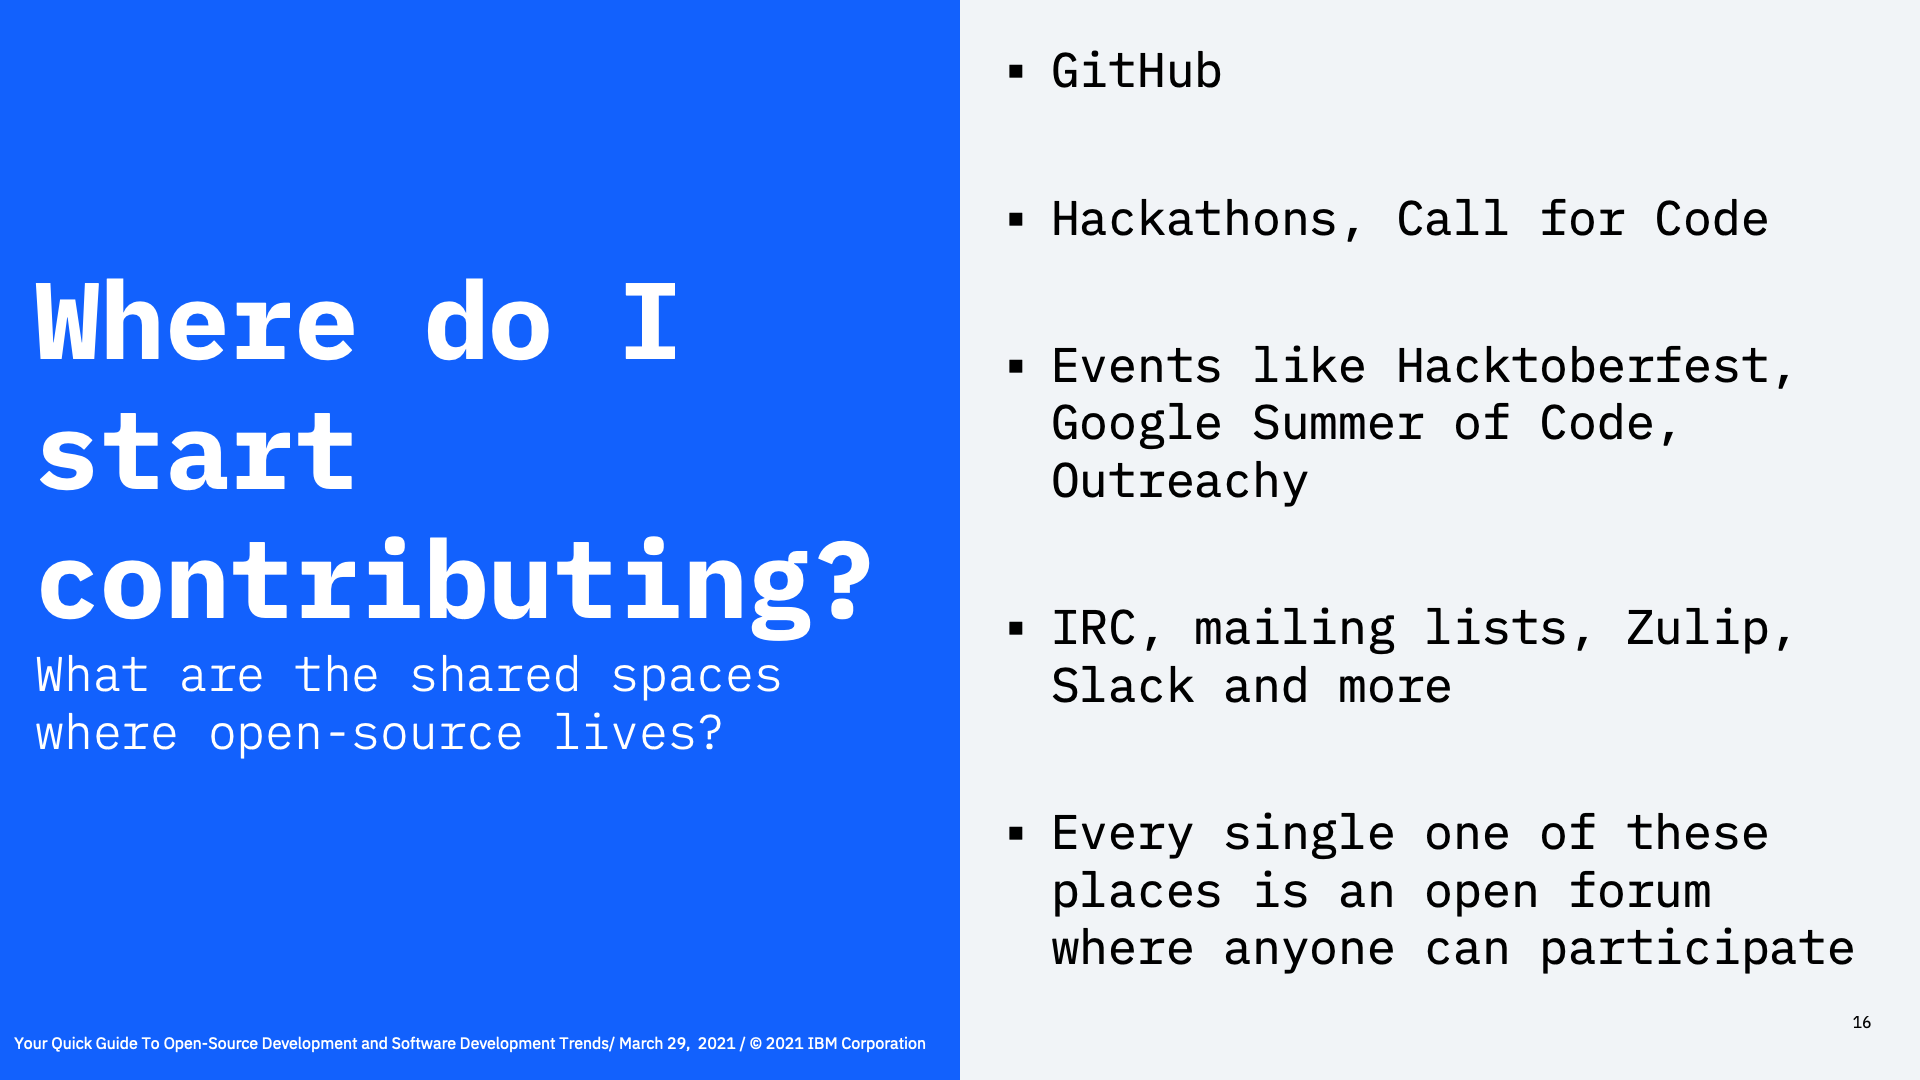 Where do I
start
contributing?
What are the shared spaces
where open-source lives?
▪ GitHub
▪ Hackathons, Call for Code
▪ Events like Hacktoberfest,
Google Summer of Code,
Outreachy
▪ IRC, mailing lists, Zulip,
Slack and more
▪ Every single one of these
places is an open forum
where anyone can participate
Your Quick Guide To Open-Source Development and Software Development Trends/ March 29, 2021 / © 2021 IBM Corporation
16